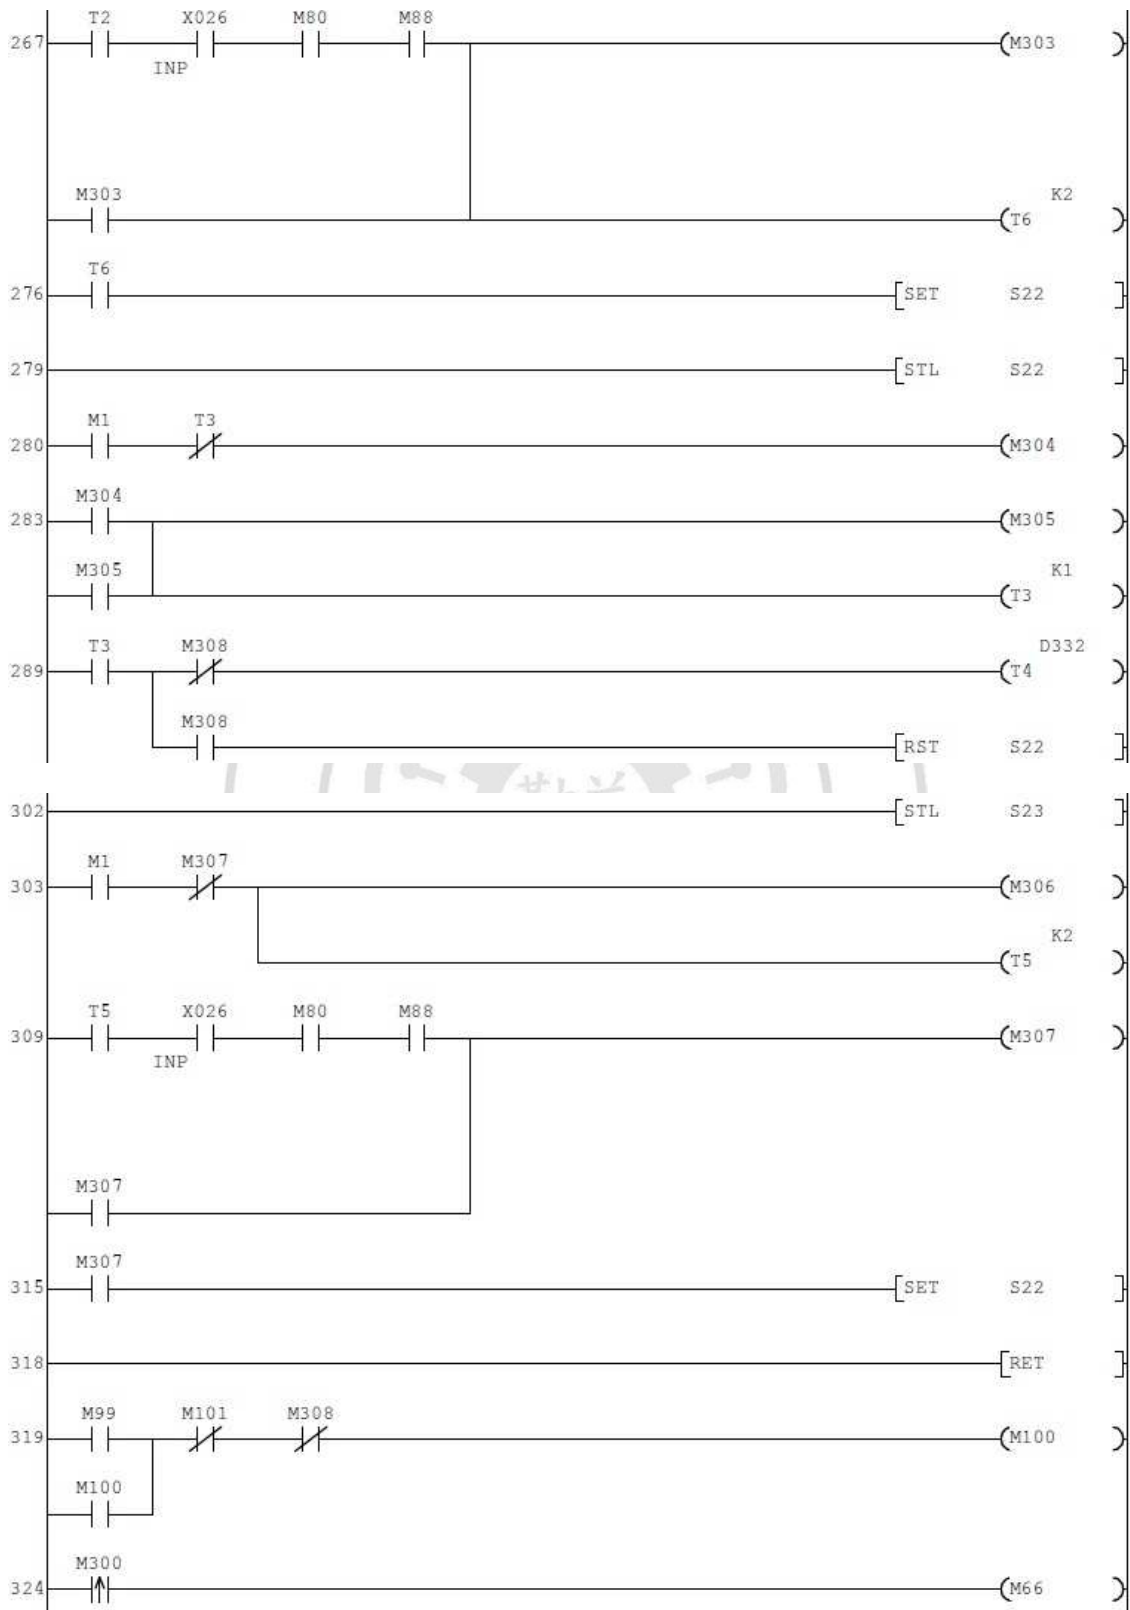 T2 X026 M80 M88
267 (M303 )
INP
M303 K2
(T6 )
T6
276 [SET S22 ]
279 [STL S22 ]
M1 T3
280 (M304 )
M304
283 (M305 )
M305 K1
(T3 )
T3 M308 D332
289 (T4 )
M308
[RST S22 ]
302 [STL S23 ]
M1 M307
303 (M306 )
K2
(T5 )
T5 X026 M80 M88
309 (M307 )
INP
M307
M307
315 [SET S22 ]
318 [RET ]
M99 M101 M308
319 (M100 )
M100
M300
324 (M66 )